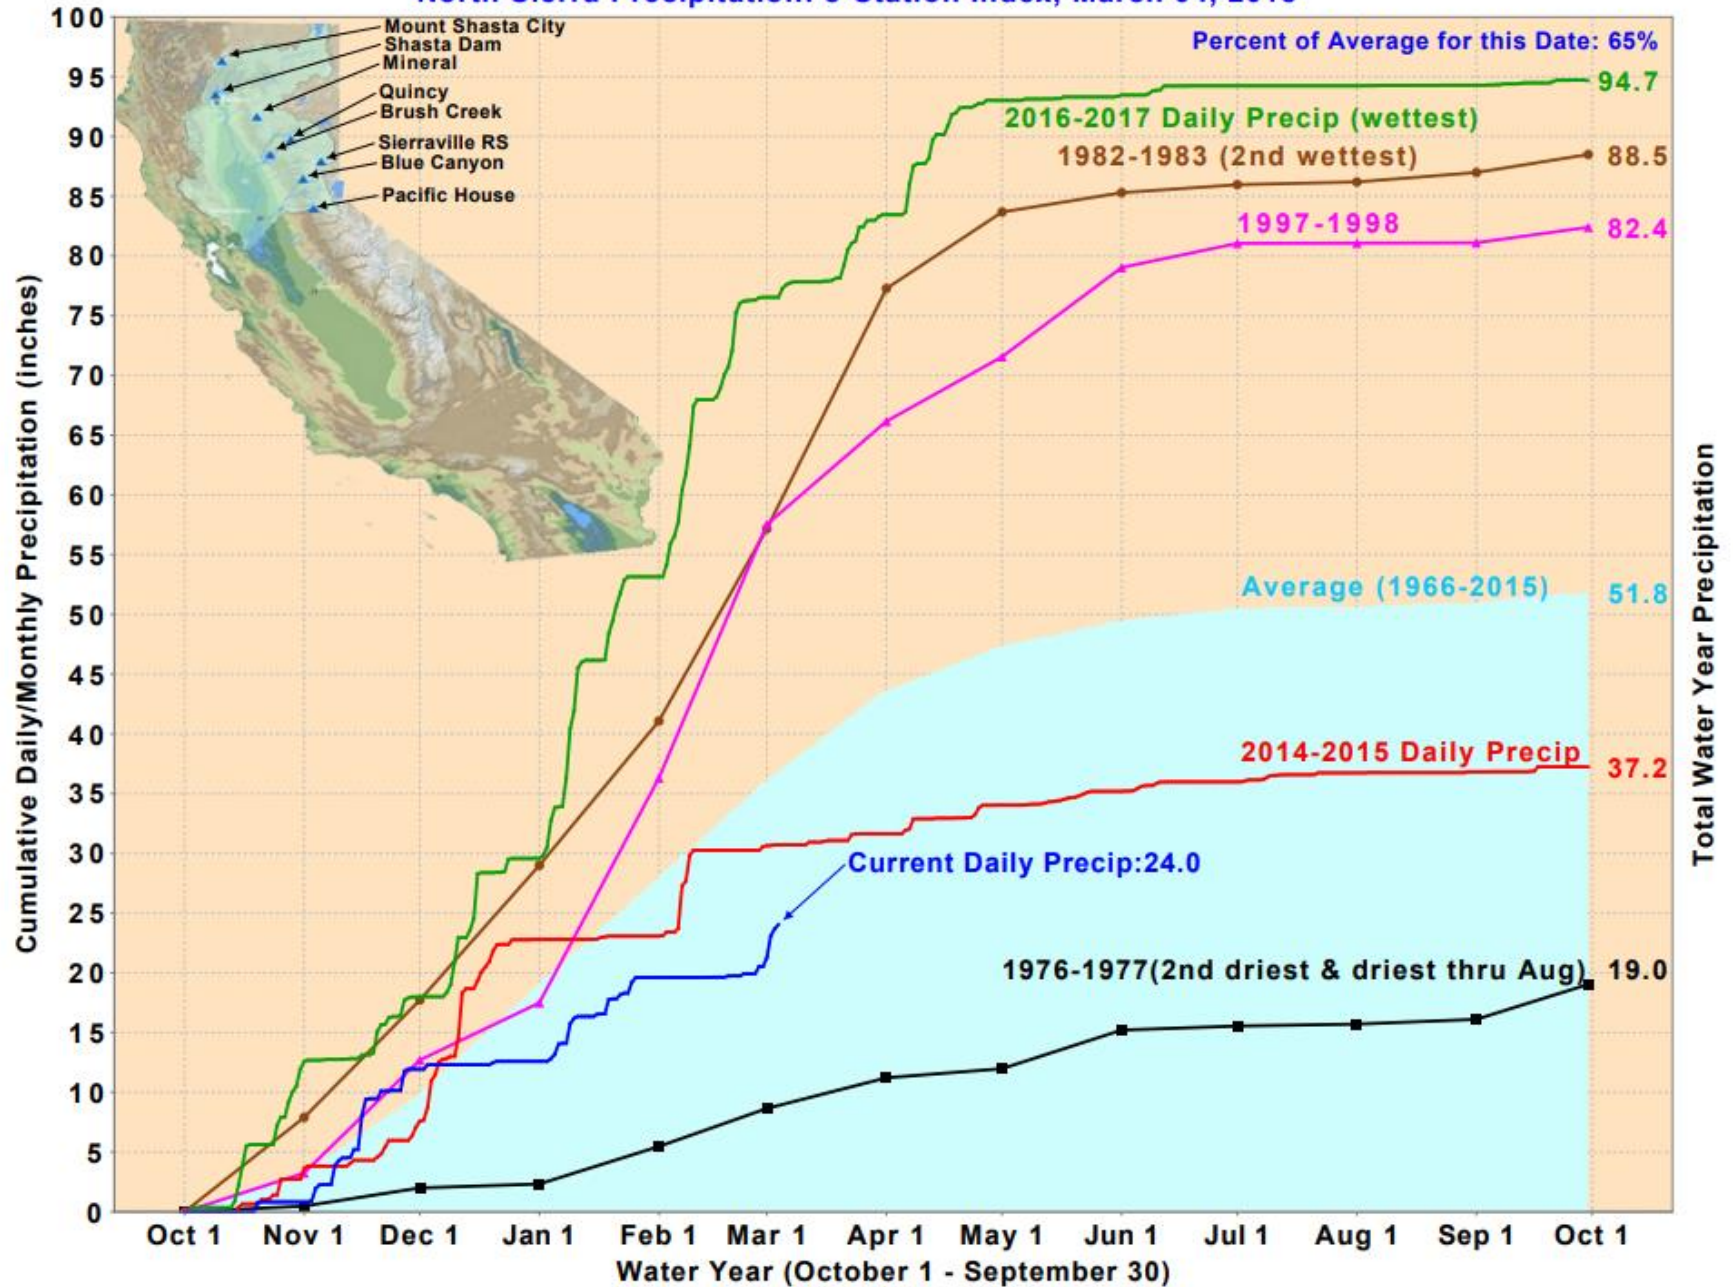 100
95
90
85
80
75
70
65
60
55
50
45
40
35
30
25
20
15
10
5
0
Cumulative Daily/Monthly Precipitation (inches)
Mount Shasta City
Shasta Dam
Mineral
Quincy
Brush Creek
Sierraville RS
Blue Canyon
Pacific House
Percent of Average for this Date: 65%
94.7
2016-2017 Daily Precip (wettest)
1982-1983 (2nd wettest)
88.5
1997-1998
82.4
Average (1966-2015)
51.8
2014-2015 Daily Precip
37.2
Current Daily Precip:24.0
1976-1977(2nd driest & driest thru Aug)
19.0
Total Water Year Precipitation
Oct 1 Nov 1 Dec 1 Jan 1 Feb 1 Mar 1 Apr 1 May 1 Jun 1 Jul 1 Aug 1 Sep 1 Oct 1
Water Year (October 1 - September 30)